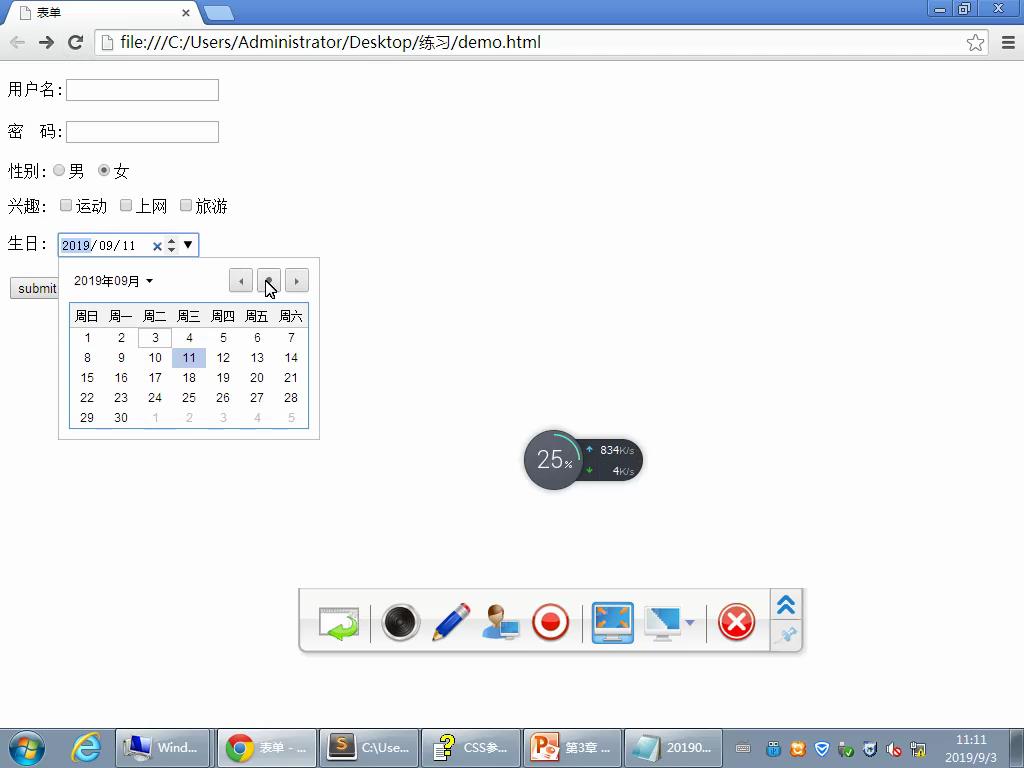 表单
file:///C:/Users/Administrator/Desktop/练习/demo.html
用户名:
密 码:
性别: 男 女
兴趣: 运动 上网 旅游
生日: 2019/09/11
submit
2019年09月
周日 周一 周二 周三 周四 周五 周六
1 2 3 4 5 6 7
8 9 10 11 12 13 14
15 16 17 18 19 20 21
22 23 24 25 26 27 28
29 30 1 2 3 4 5
25%
834K/s
4K/s
Wind...
表单 - ...
C:\Use...
CSS参...
第3章 ...
20190...
11:11
2019/9/3